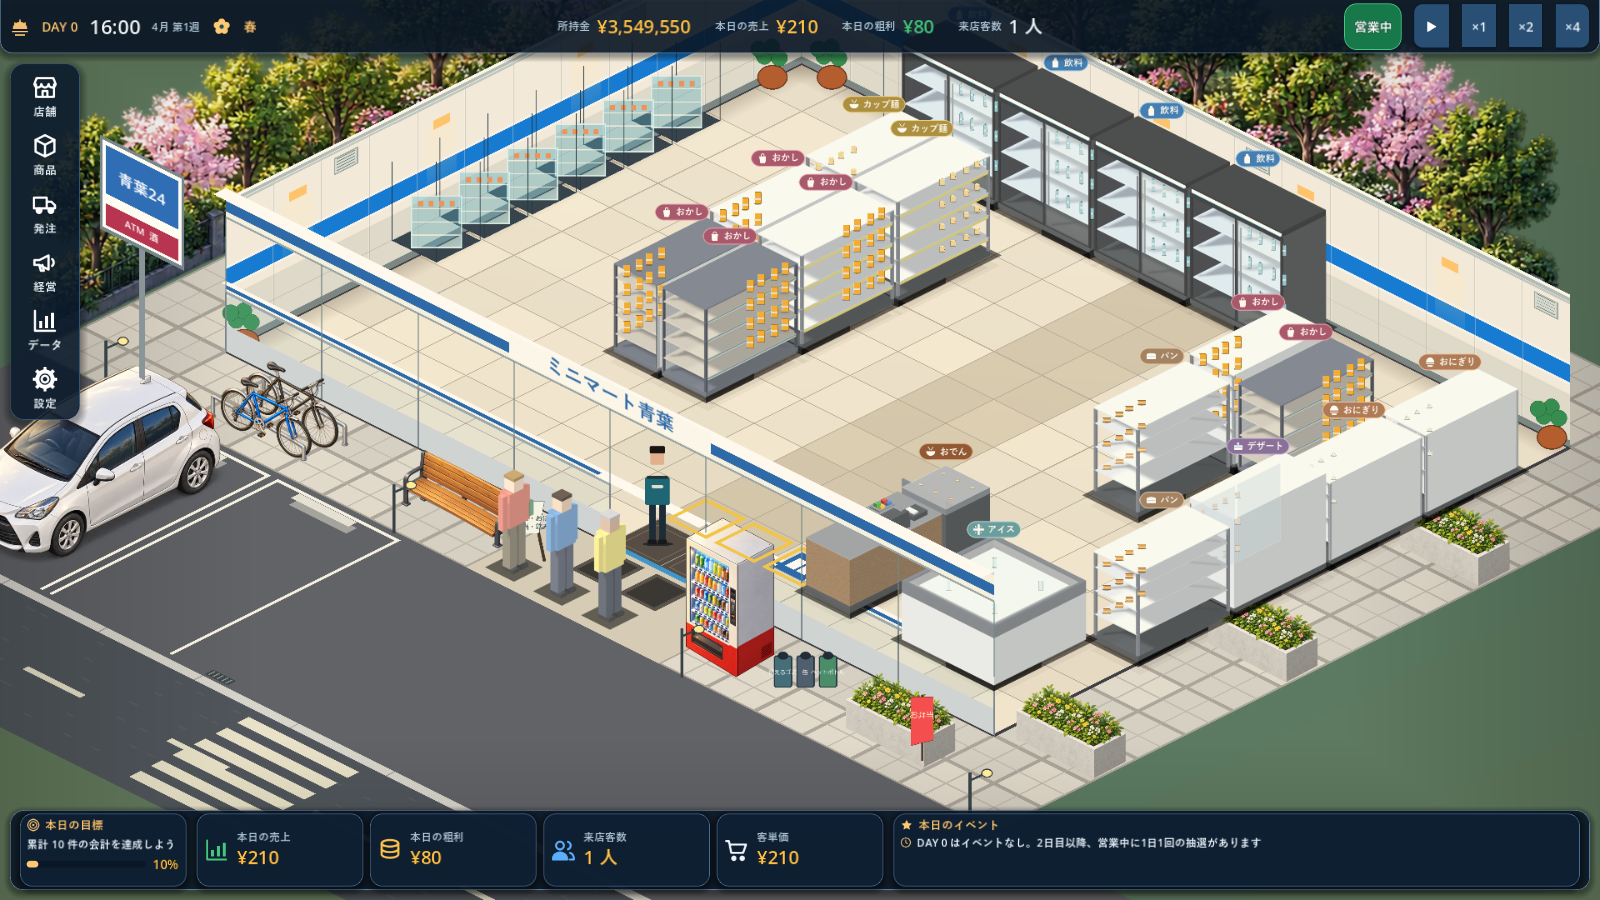 DAY 0 16:00 4月 第1週 春
所持金 ¥3,549,550 本日の売上 ¥210 本日の粗利 ¥80 来店客数 1 人
営業中 ▶ ×1 ×2 ×4
店舗
商品
発注
経営
データ
設定
青葉24
ATM 酒
飲料
飲料
飲料
カップ麺
カップ麺
おかし
おかし
おかし
おかし
おかし
おかし
パン
おにぎり
おにぎり
デザート
パン
おでん
アイス
ミニマート青葉
お弁当
本日の目標
累計 10 件の会計を達成しよう
10%
本日の売上
¥210
本日の粗利
¥80
来店客数
1 人
客単価
¥210
本日のイベント
DAY 0 はイベントなし。2日目以降、営業中に1日1回の抽選があります